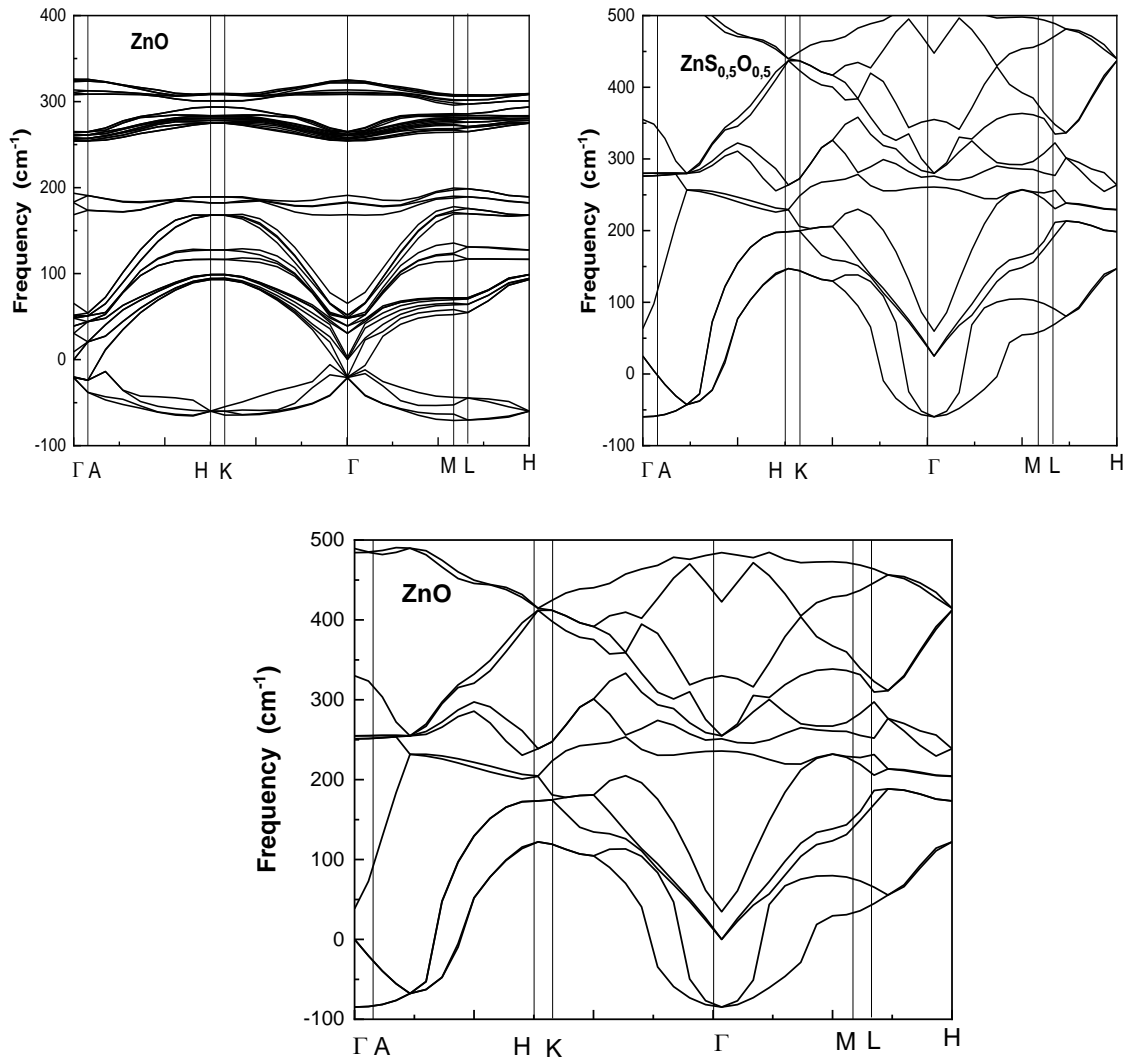 400
300
200
100
0
-100
Frequency (cm-1)
ZnO
Γ A H K Γ M L H
500
400
300
200
100
0
-100
Frequency (cm-1)
ZnS0,5O0,5
Γ A H K Γ M L H
500
400
300
200
100
0
-100
Frequency (cm-1)
ZnO
Γ A H K Γ M L H